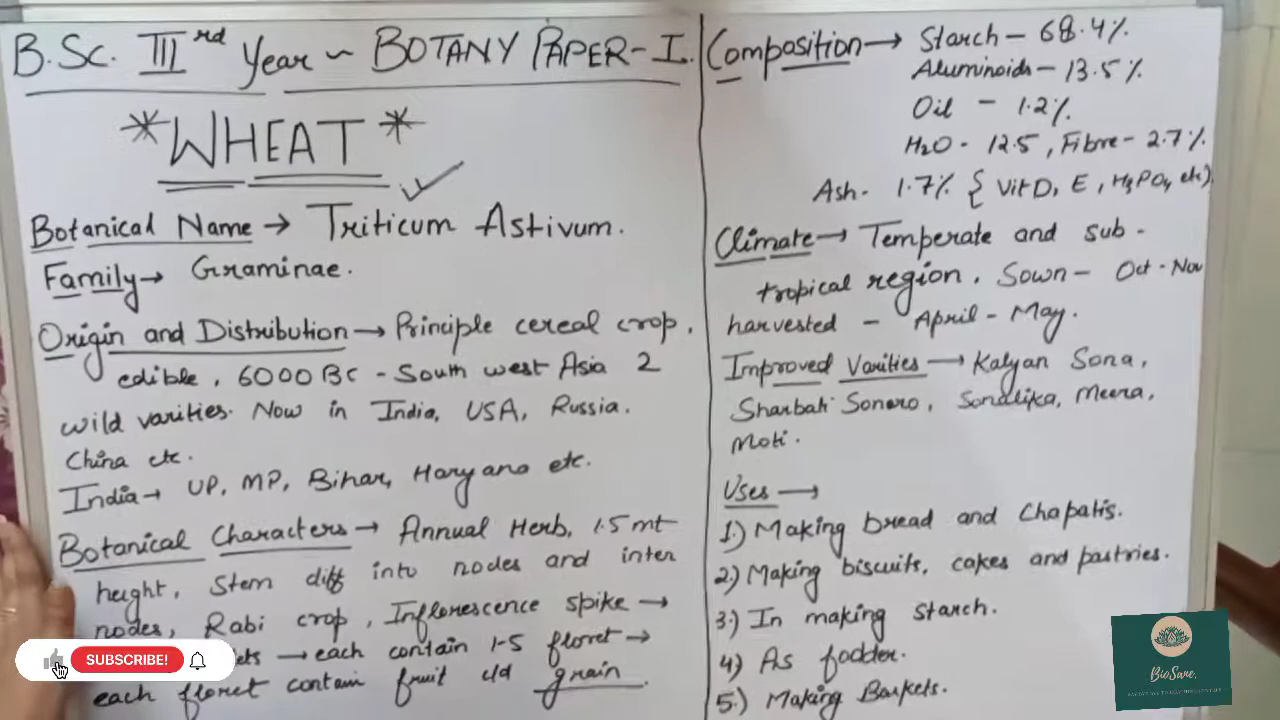 B.Sc. IIIrd Year ~ BOTANY PAPER-I.
*WHEAT*
Botanical Name → Triticum Astivum.
Family → Graminae.
Origin and Distribution → Principle cereal crop,
edible, 6000 BC - South west Asia 2
wild varities. Now in India, USA, Russia,
China etc.
India → UP, MP, Bihar, Haryana etc.
Botanical Characters → Annual Herb, 1.5 mt
height, Stem diff into nodes and inter
nodes, Rabi crop, Inflorescence spike →
lets → each contain 1-5 floret →
each floret contain fruit c/d grain.
Composition → Starch - 68.4%
Aluminoids - 13.5%
Oil - 1.2%
H2O - 12.5, Fibre - 2.7%
Ash - 1.7% { Vit D, E, H3PO4 etc)
Climate → Temperate and sub-
tropical region. Sown - Oct-Nov
harvested - April - May.
Improved Varities → Kalyan Sona,
Sharbati Sonoro, Sonalika, Meera,
Moti.
Uses →
1.) Making bread and Chapatis.
2.) Making biscuits, cakes and pastries.
3.) In making starch.
4) As fodder.
5.) Making Baskets.
SUBSCRIBE!
BioSane.